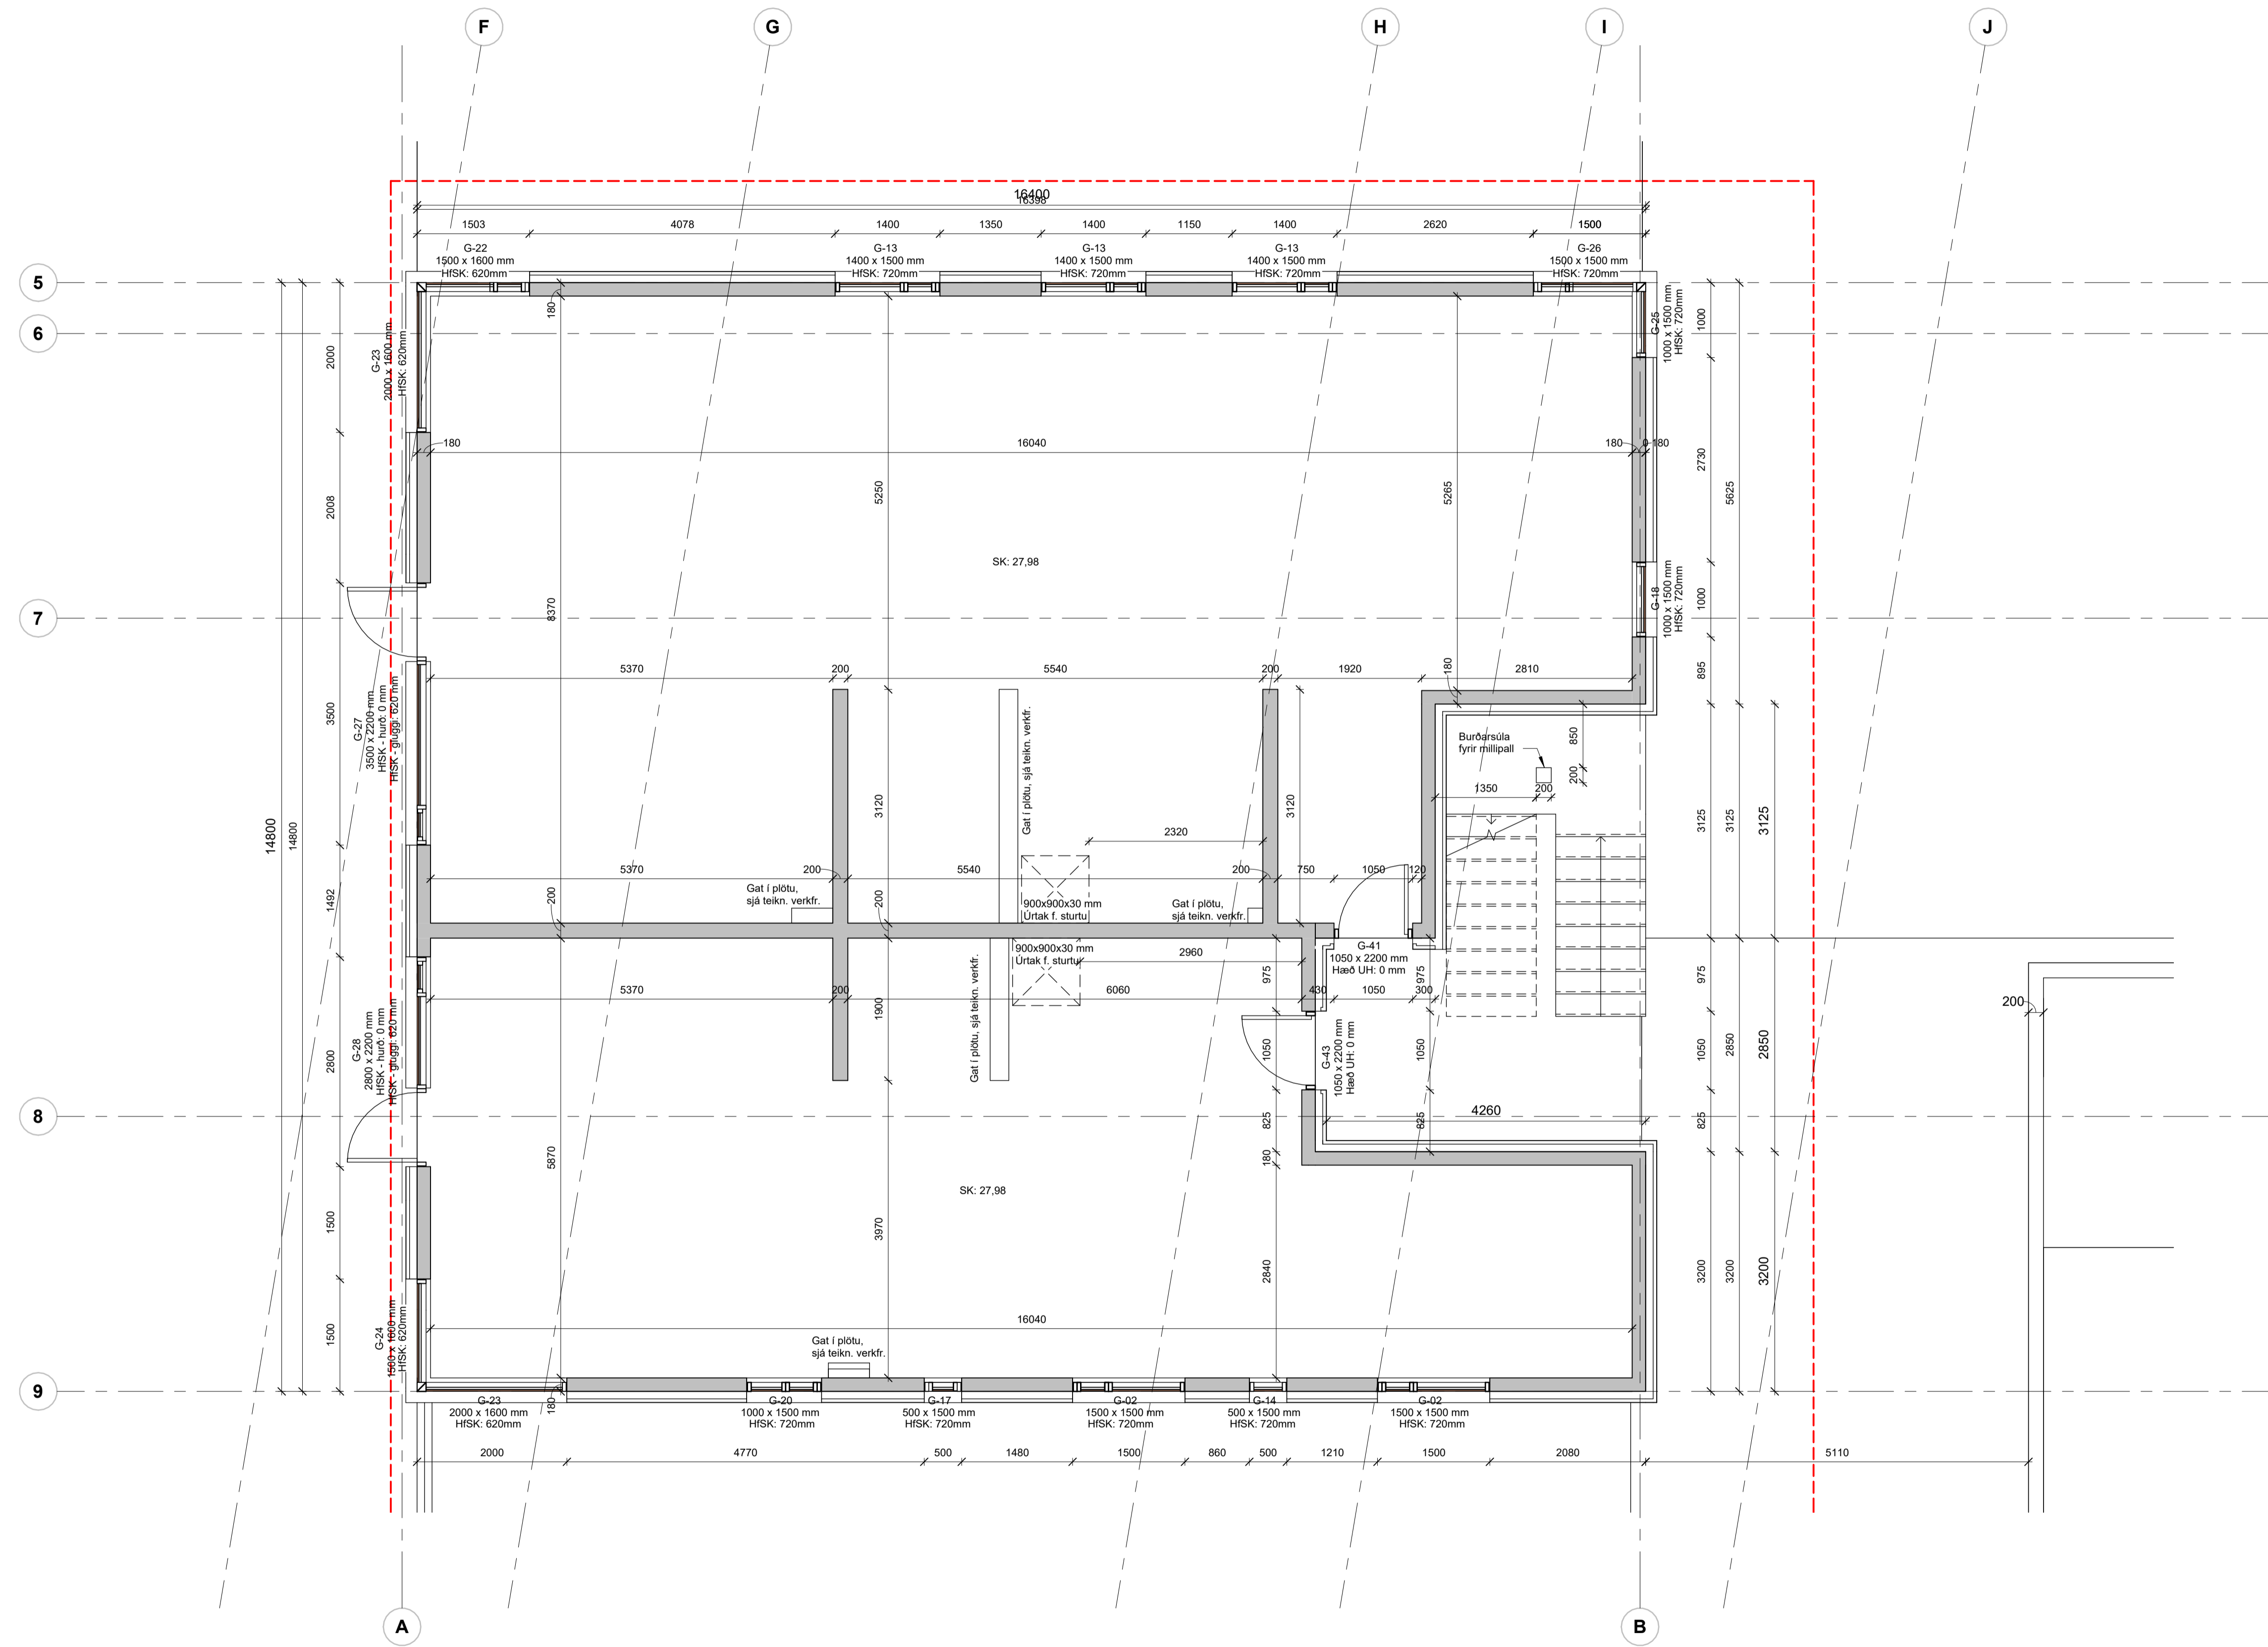 F
G
H
I
J
16400
16398
1503
4078
1400
1350
1400
1150
1400
2620
1500
G-22
1500 x 1600 mm
HfSK: 620mm
G-13
1400 x 1500 mm
HfSK: 720mm
G-13
1400 x 1500 mm
HfSK: 720mm
G-13
1400 x 1500 mm
HfSK: 720mm
G-26
1500 x 1500 mm
HfSK: 720mm
5
6
7
8
9
180
G-23
2000 x 1600 mm
HfSK: 620mm
G-25
1000 x 1500 mm
HfSK: 720mm
2000
1000
180
16040
180
0
180
2008
5250
5265
2730
5625
SK: 27,98
8370
G-18
1000 x 1500 mm
HfSK: 720mm
1000
5370
200
5540
200
1920
180
2810
895
G-27
3500 x 2200 mm
HfSK - hurð: 0 mm
HfSK - gluggi: 620 mm
3500
Gat í plötu, sjá teikn. verkfr.
Burðarsúla
fyrir millipall
850
200
1350
200
14800
14800
3120
3120
2320
3125
3125
3125
5370
200
5540
200
750
1050
120
1492
200
200
Gat í plötu,
sjá teikn. verkfr.
900x900x30 mm
Úrtak f. sturtu
Gat í plötu,
sjá teikn. verkfr.
900x900x30 mm
Úrtak f. sturtu
2960
G-41
1050 x 2200 mm
Hæð UH: 0 mm
975
975
975
5370
200
6060
430
1050
300
1900
Gat í plötu, sjá teikn. verkfr.
200
G-28
2800 x 2200 mm
HfSK - hurð: 0 mm
HfSK - gluggi: 620 mm
2800
1050
G-43
1050 x 2200 mm
Hæð UH: 0 mm
1050
1050
2850
2850
4260
825
825
825
180
5870
SK: 27,98
1500
3970
2840
3200
3200
3200
G-24
1500 x 1600 mm
HfSK: 620mm
1500
16040
Gat í plötu,
sjá teikn. verkfr.
180
G-23
2000 x 1600 mm
HfSK: 620mm
G-20
1000 x 1500 mm
HfSK: 720mm
G-17
500 x 1500 mm
HfSK: 720mm
G-02
1500 x 1500 mm
HfSK: 720mm
G-14
500 x 1500 mm
HfSK: 720mm
G-02
1500 x 1500 mm
HfSK: 720mm
2000
4770
500
1480
1500
860
500
1210
1500
2080
5110
A
B